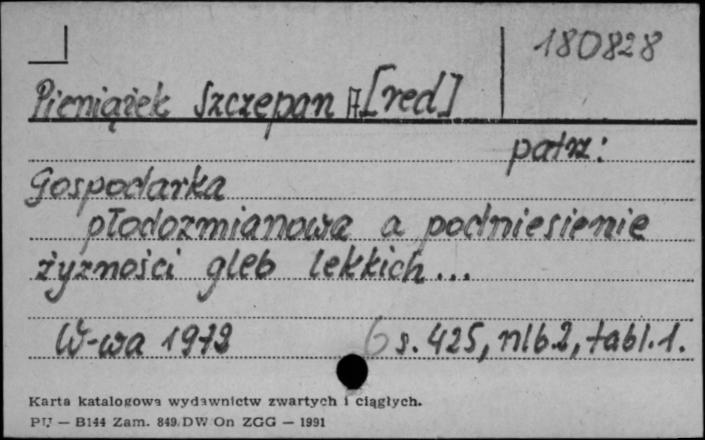 180828
Pieniążek Szczepan A [red]
patrz:
Gospodarka
płodozmianowa a podniesienie
żyzności gleb lekkich...
W-wa 1972 s. 425, nlb. 2, tabl. 1.
Karta katalogowa wydawnictw zwartych i ciągłych.
PU — B144 Zam. 849 DW On ZGG — 1991